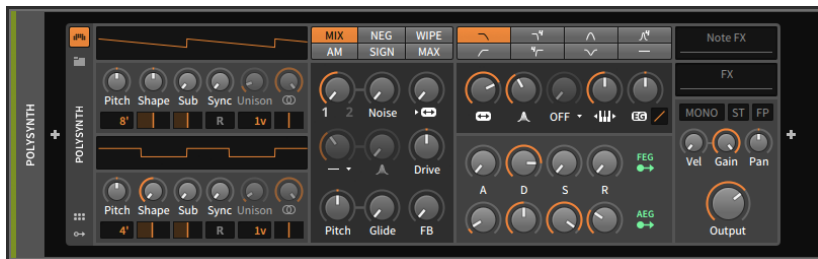 POLYSYNTH
POLYSYNTH
Pitch Shape Sub Sync Unison
8' R 1v
Pitch Shape Sub Sync Unison
4' R 1v
MIX NEG WIPE
AM SIGN MAX
1 2 Noise
Drive
Pitch Glide FB
OFF EG
A D S R
FEG
AEG
Note FX
FX
MONO ST FP
Vel Gain Pan
Output